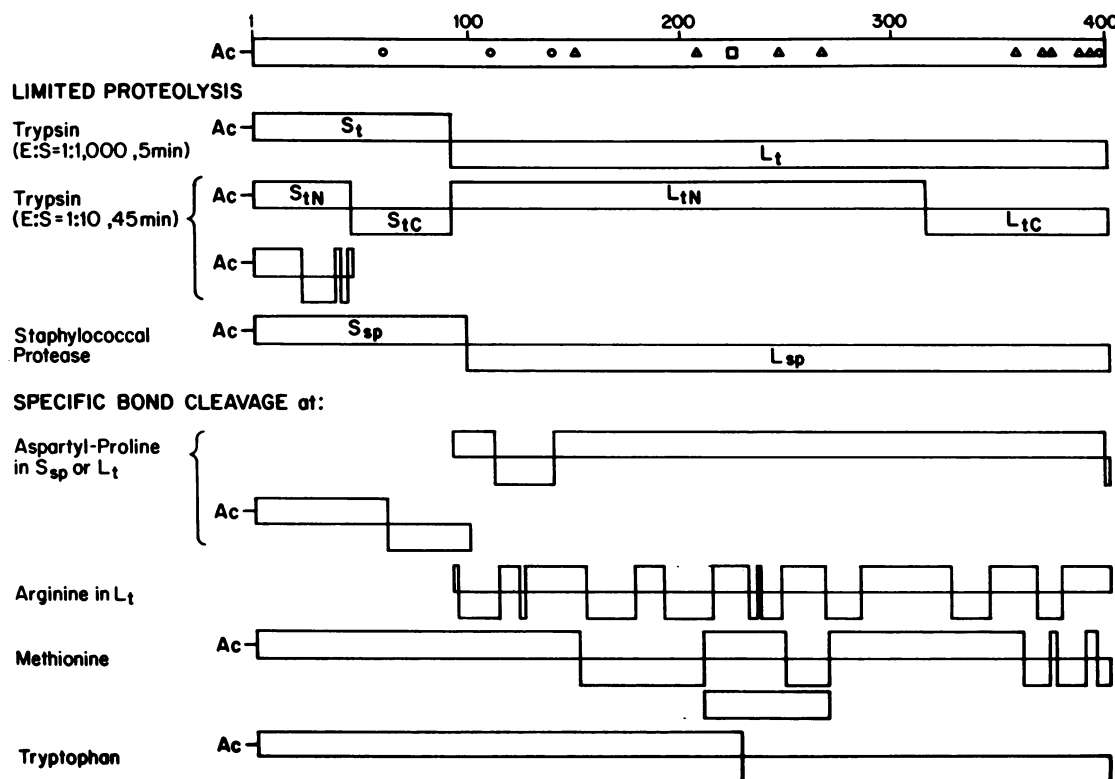 1 100 200 300 400
Ac
LIMITED PROTEOLYSIS
Trypsin
(E:S=1:1,000 ,5min)
Ac
St
Lt
Trypsin
(E:S=1:10 ,45min)
Ac
StN
StC
LtN
LtC
Ac
Staphylococcal
Protease
Ac
Ssp
Lsp
SPECIFIC BOND CLEAVAGE at:
Aspartyl-Proline
in Ssp or Lt
Ac
Arginine in Lt
Methionine
Ac
Tryptophan
Ac